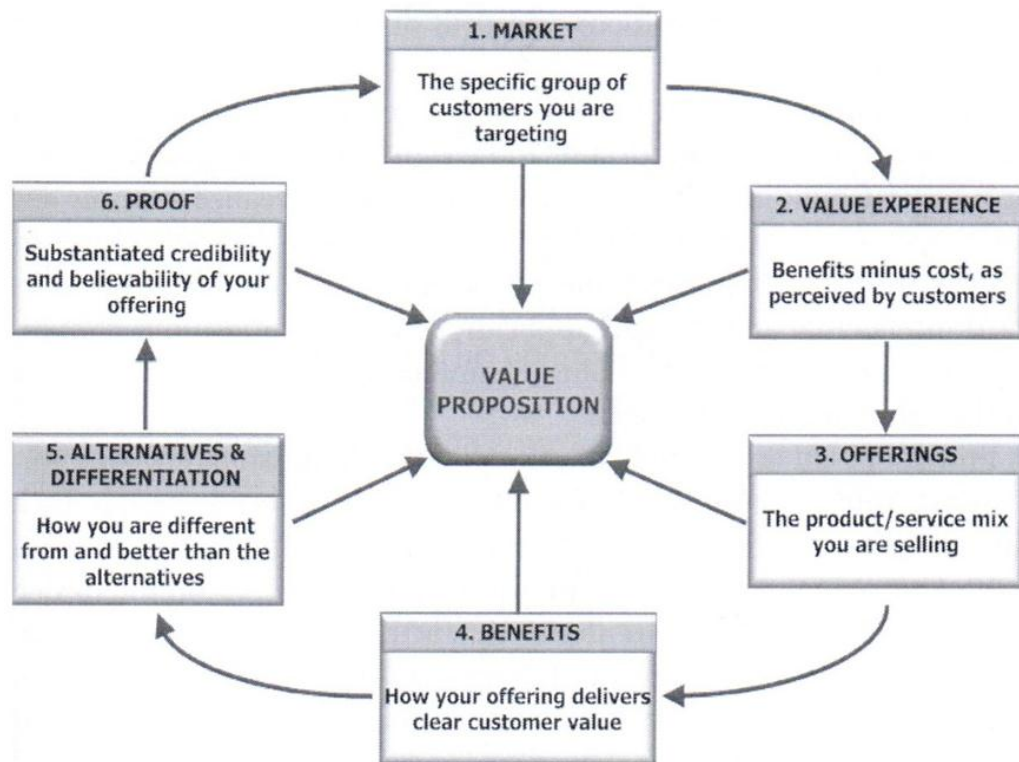 1. MARKET
The specific group of
customers you are
targeting
2. VALUE EXPERIENCE
Benefits minus cost, as
perceived by customers
3. OFFERINGS
The product/service mix
you are selling
4. BENEFITS
How your offering delivers
clear customer value
5. ALTERNATIVES &
DIFFERENTIATION
How you are different
from and better than the
alternatives
6. PROOF
Substantiated credibility
and believability of your
offering
VALUE
PROPOSITION